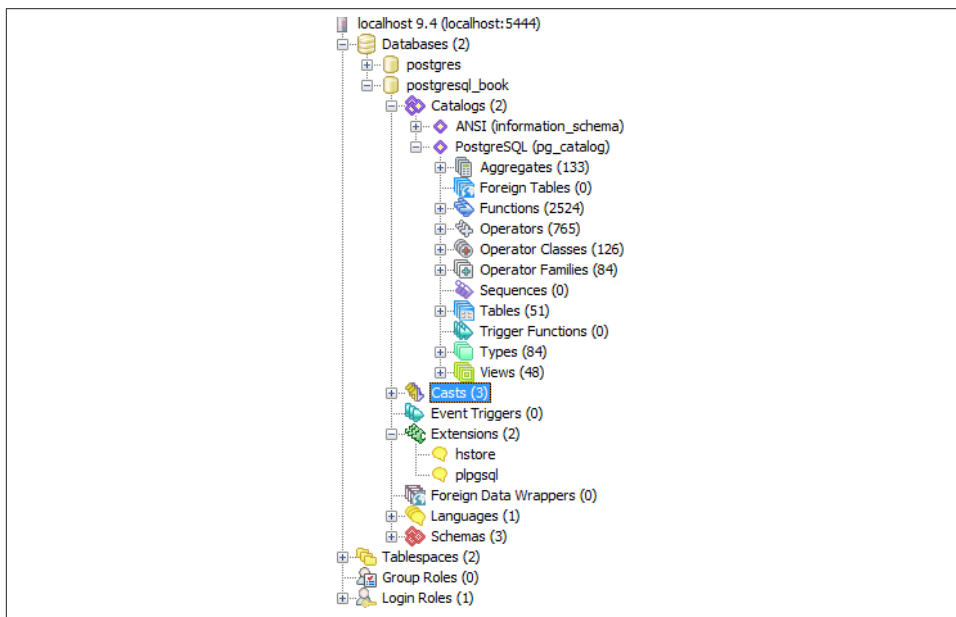 localhost 9.4 (localhost:5444)
Databases (2)
postgres
postgresql_book
Catalogs (2)
ANSI (information_schema)
PostgreSQL (pg_catalog)
Aggregates (133)
Foreign Tables (0)
Functions (2524)
Operators (765)
Operator Classes (126)
Operator Families (84)
Sequences (0)
Tables (51)
Trigger Functions (0)
Types (84)
Views (48)
Casts (3)
Event Triggers (0)
Extensions (2)
hstore
plpgsql
Foreign Data Wrappers (0)
Languages (1)
Schemas (3)
Tablespaces (2)
Group Roles (0)
Login Roles (1)